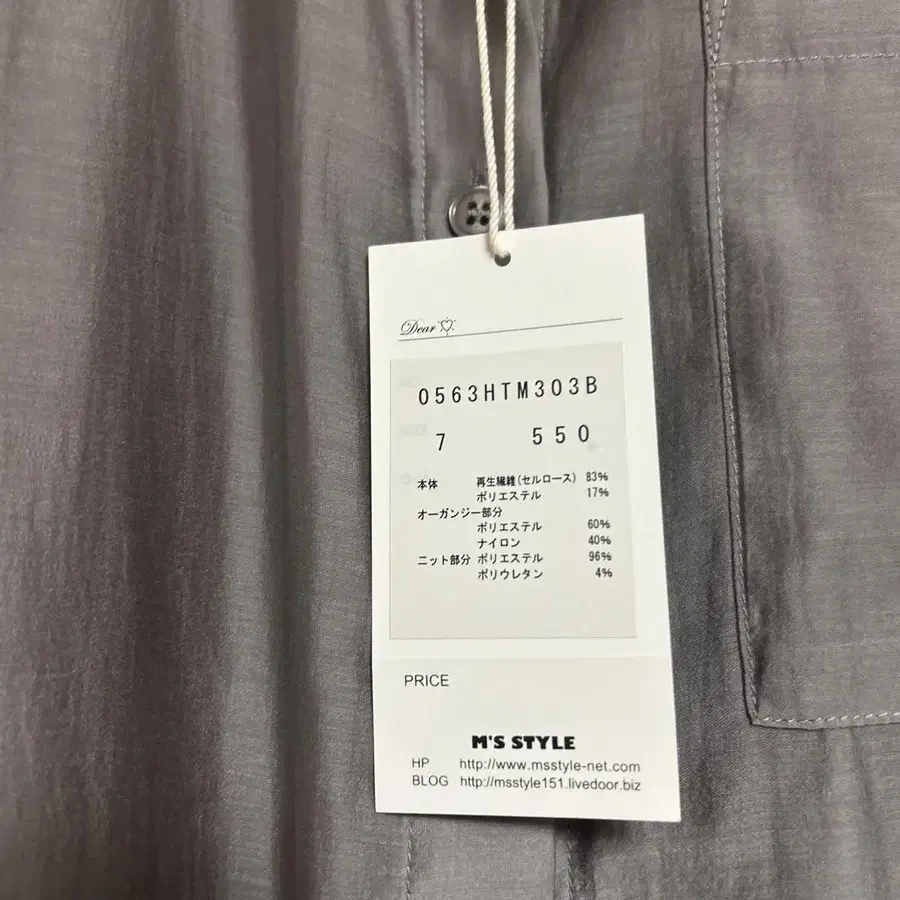 Dear
0563HTM303B
7 550
本体 再生繊維(セルロース) 83%
ポリエステル 17%
オーガンジー部分
ポリエステル 60%
ナイロン 40%
ニット部分 ポリエステル 96%
ポリウレタン 4%
PRICE
M'S STYLE
HP http://www.msstyle-net.com
BLOG http://msstyle151.livedoor.biz